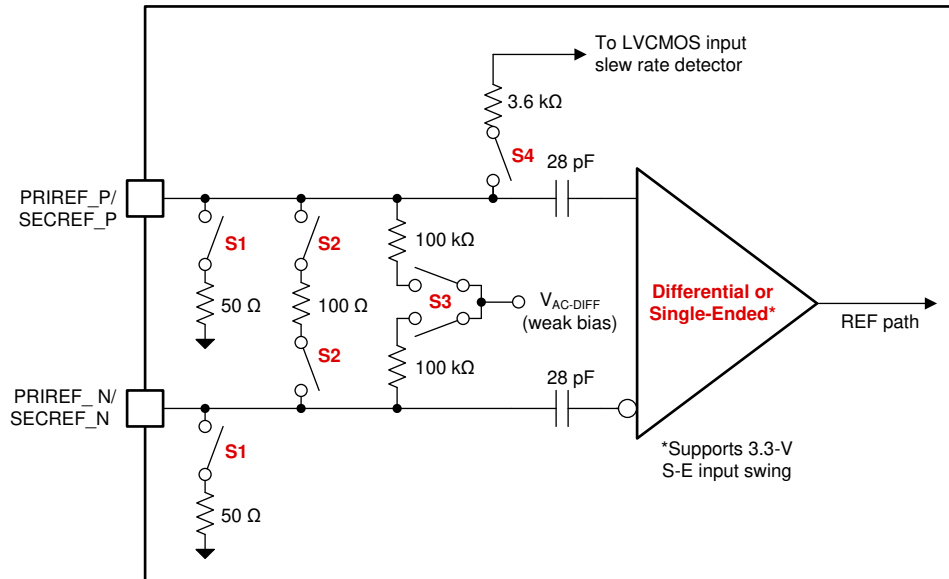 To LVCMOS input
slew rate detector
3.6 kΩ
S4
28 pF
PRIREF_P/
SECREF_P
S1
S2
100 kΩ
50 Ω
100 Ω
S3
V_AC-DIFF
(weak bias)
Differential or
Single-Ended*
REF path
S2
100 kΩ
PRIREF_N/
SECREF_N
28 pF
S1
50 Ω
*Supports 3.3-V
S-E input swing